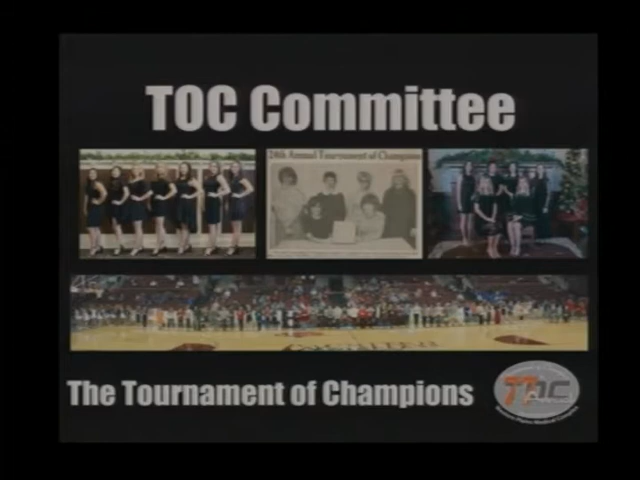 TOC Committee
24th Annual Tournament of Champions
The Tournament of Champions
TOC